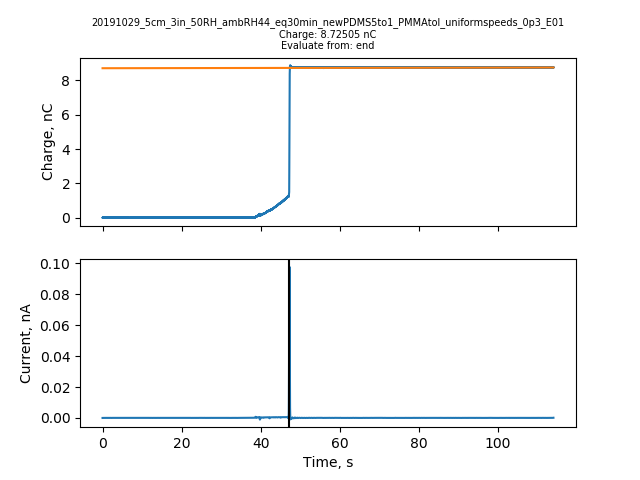 20191029_5cm_3in_50RH_ambRH44_eq30min_newPDMS5to1_PMMAtol_uniformspeeds_0p3_E01
Charge: 8.72505 nC
Evaluate from: end
8
6
4
2
0
Charge, nC
0.10
0.08
0.06
0.04
0.02
0.00
Current, nA
0 20 40 60 80 100
Time, s